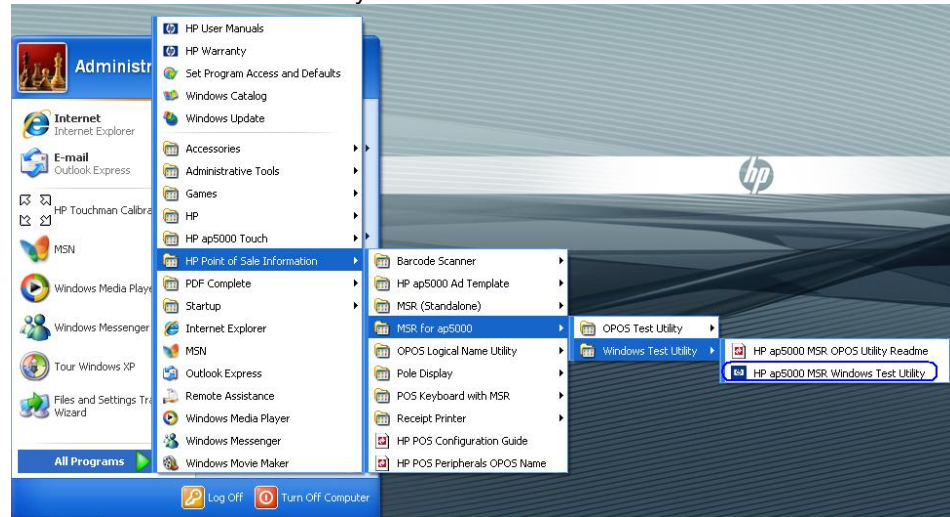 Administr
Internet
Internet Explorer
E-mail
Outlook Express
HP Touchman Calibra
MSN
Windows Media Playe
Windows Messenger
Tour Windows XP
Files and Settings Tra
Wizard
All Programs
HP User Manuals
HP Warranty
Set Program Access and Defaults
Windows Catalog
Windows Update
Accessories
Administrative Tools
Games
HP
HP ap5000 Touch
HP Point of Sale Information
PDF Complete
Startup
Internet Explorer
MSN
Outlook Express
Remote Assistance
Windows Media Player
Windows Messenger
Windows Movie Maker
Barcode Scanner
HP ap5000 Ad Template
MSR (Standalone)
MSR for ap5000
OPOS Logical Name Utility
Pole Display
POS Keyboard with MSR
Receipt Printer
HP POS Configuration Guide
HP POS Peripherals OPOS Name
OPOS Test Utility
Windows Test Utility
HP ap5000 MSR OPOS Utility Readme
HP ap5000 MSR Windows Test Utility
Log Off
Turn Off Computer
hp